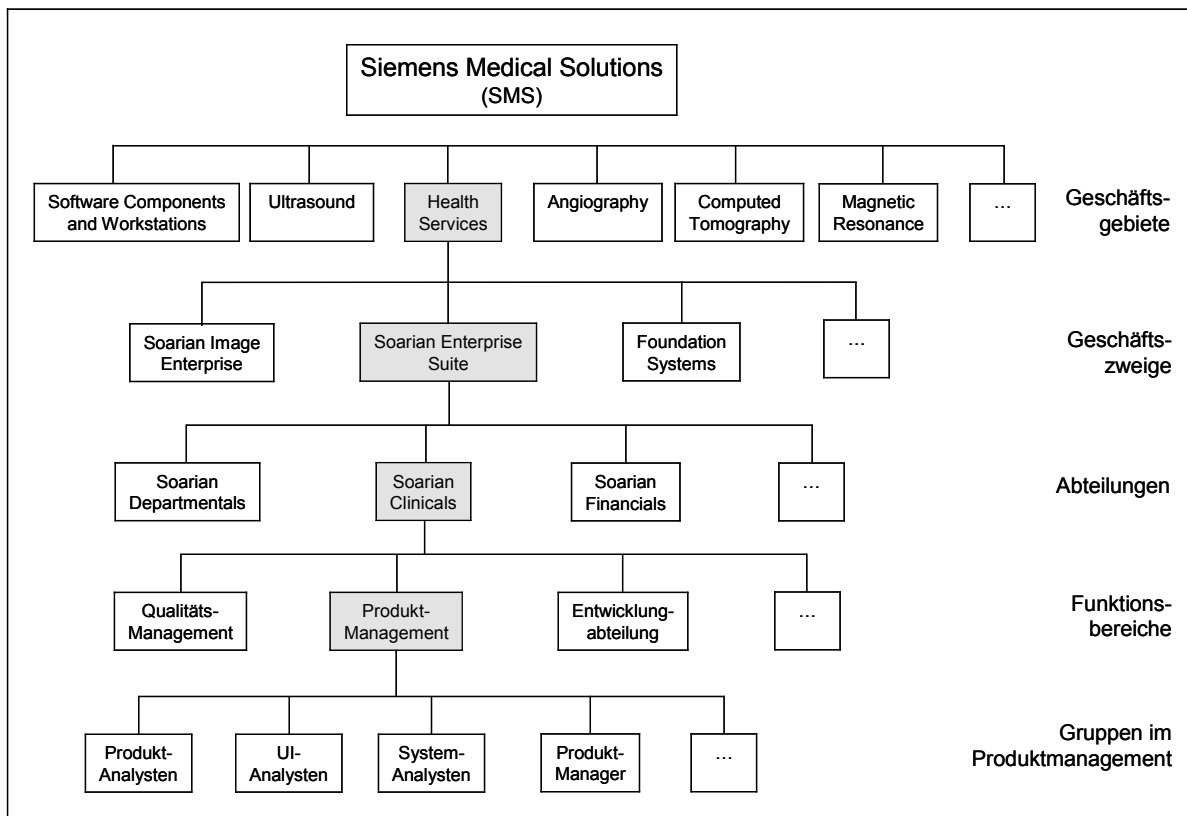 Siemens Medical Solutions
(SMS)
Software Components
and Workstations
Ultrasound
Health
Services
Angiography
Computed
Tomography
Magnetic
Resonance
...
Geschäfts-
gebiete
Soarian Image
Enterprise
Soarian Enterprise
Suite
Foundation
Systems
...
Geschäfts-
zweige
Soarian
Departmentals
Soarian
Clinicals
Soarian
Financials
...
Abteilungen
Qualitäts-
Management
Produkt-
Management
Entwicklung-
abteilung
...
Funktions-
bereiche
Produkt-
Analysten
UI-
Analysten
System-
Analysten
Produkt-
Manager
...
Gruppen im
Produktmanagement